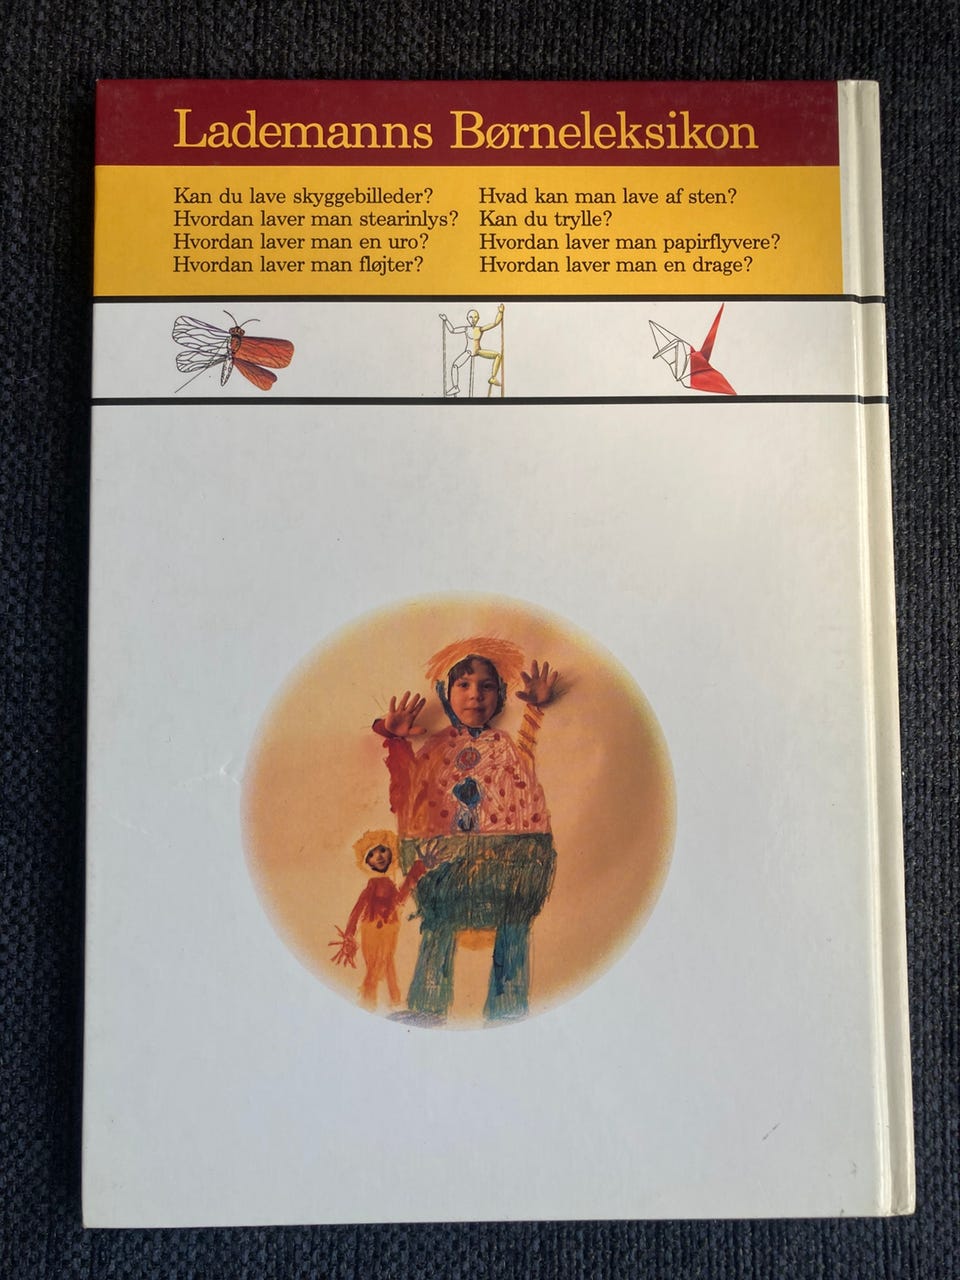 Lademanns Børneleksikon
Kan du lave skyggebilleder?
Hvordan laver man stearinlys?
Hvordan laver man en uro?
Hvordan laver man fløjter?
Hvad kan man lave af sten?
Kan du trylle?
Hvordan laver man papirflyvere?
Hvordan laver man en drage?